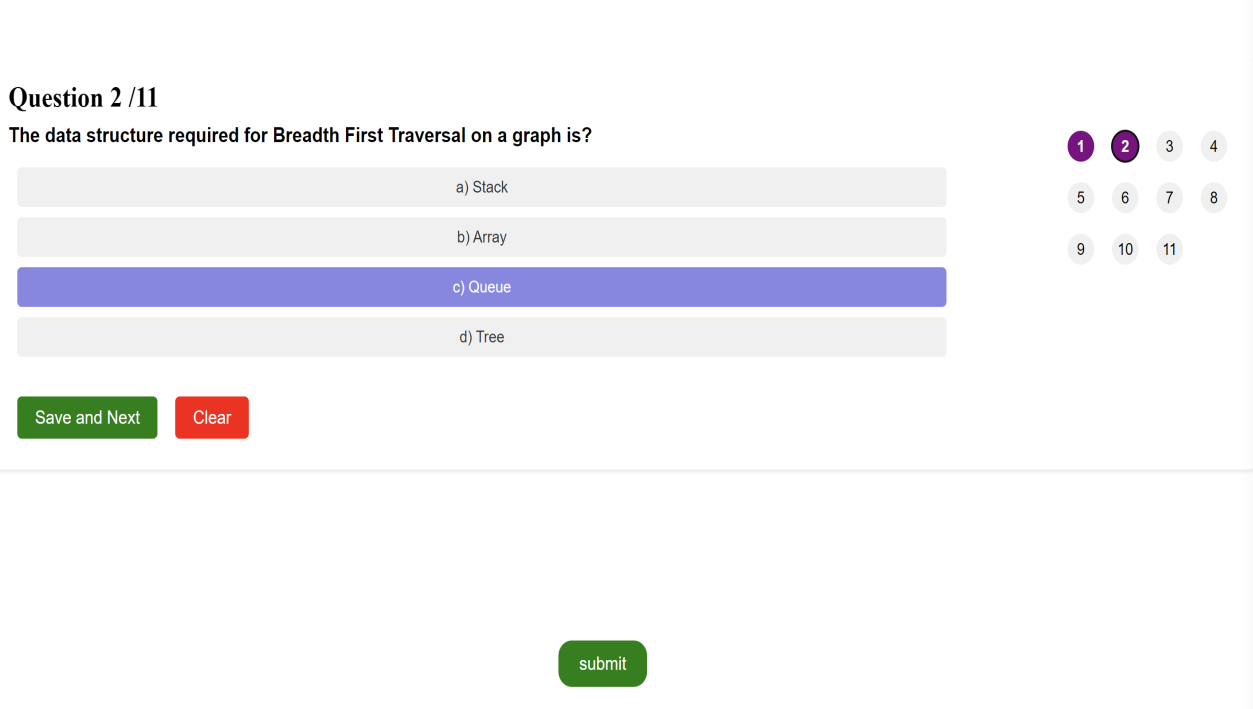 Question 2 /11
The data structure required for Breadth First Traversal on a graph is?
a) Stack
b) Array
c) Queue
d) Tree
Save and Next Clear
1 2 3 4
5 6 7 8
9 10 11
submit